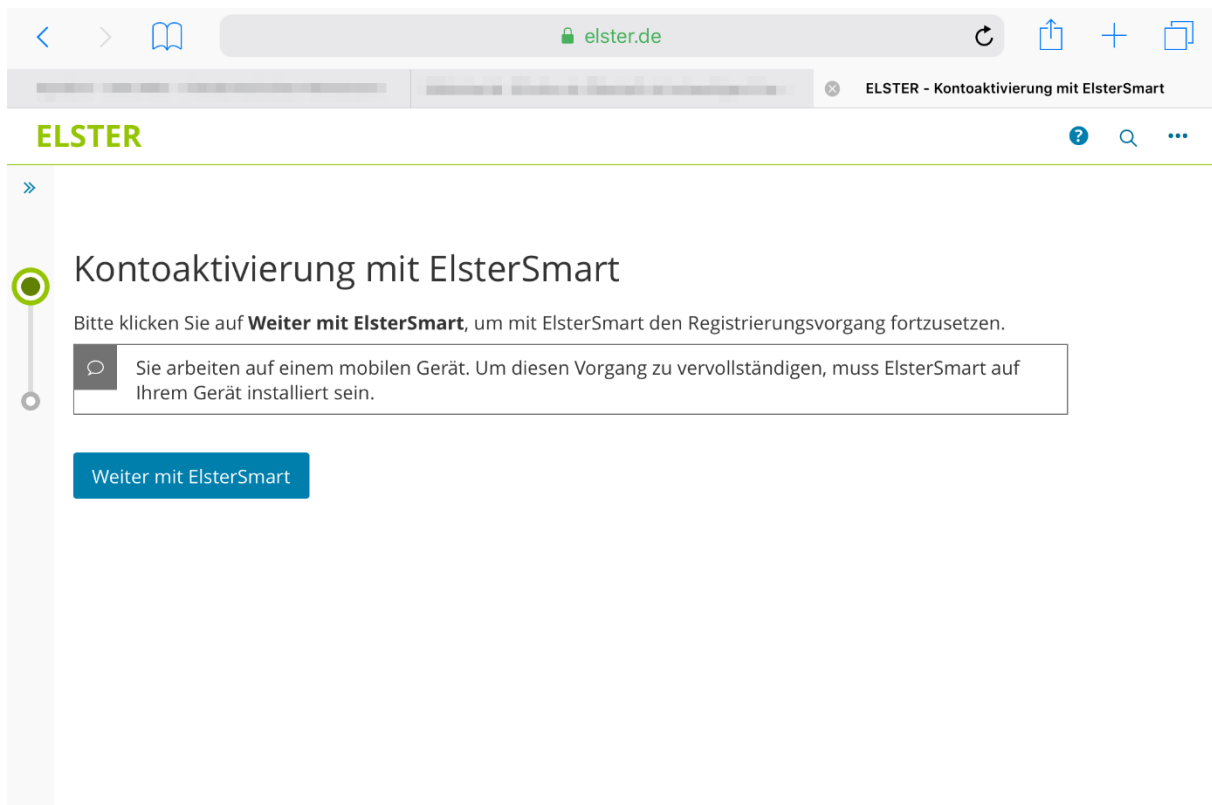 elster.de
ELSTER - Kontoaktivierung mit ElsterSmart
ELSTER
Kontoaktivierung mit ElsterSmart
Bitte klicken Sie auf Weiter mit ElsterSmart, um mit ElsterSmart den Registrierungsvorgang fortzusetzen.
Sie arbeiten auf einem mobilen Gerät. Um diesen Vorgang zu vervollständigen, muss ElsterSmart auf
Ihrem Gerät installiert sein.
Weiter mit ElsterSmart